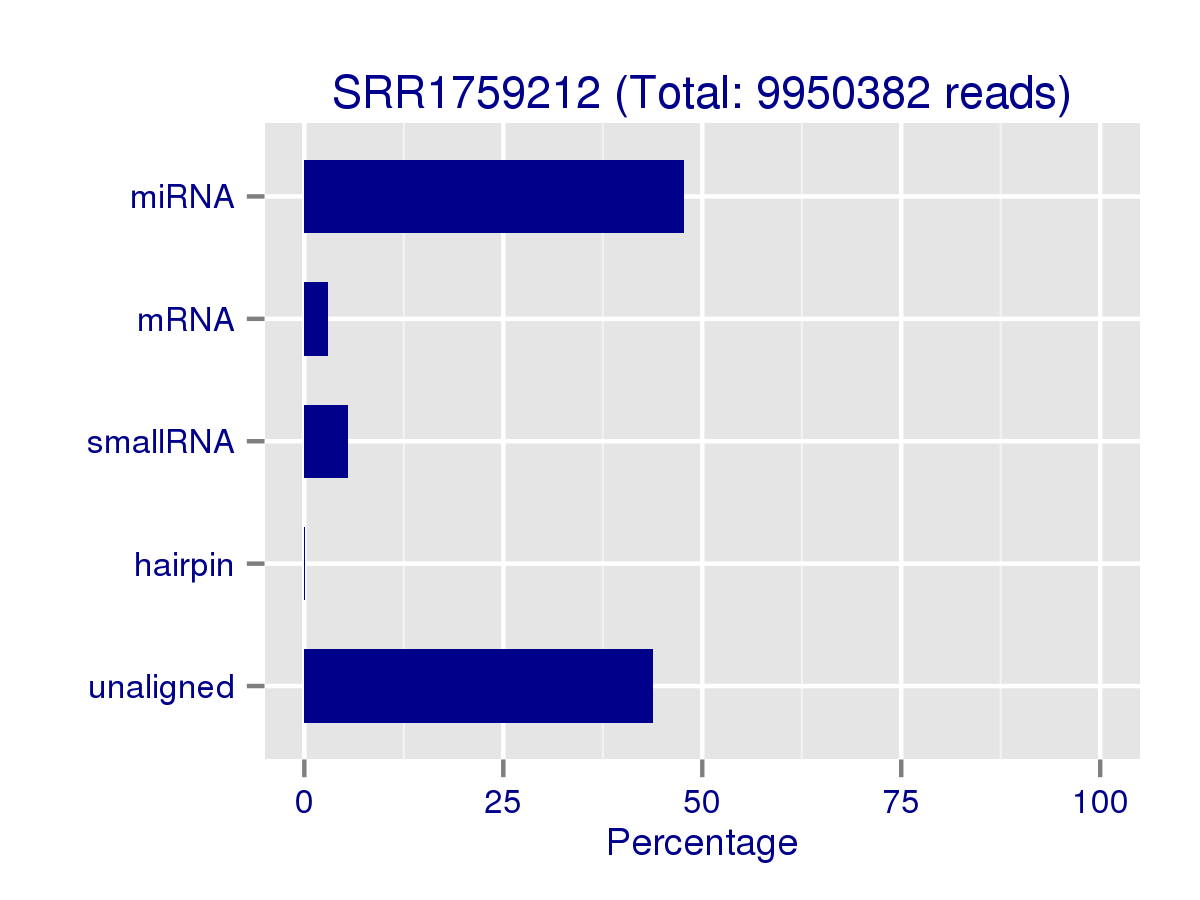 SRR1759212 (Total: 9950382 reads)
miRNA
mRNA
smallRNA
hairpin
unaligned
0 25 50 75 100
Percentage